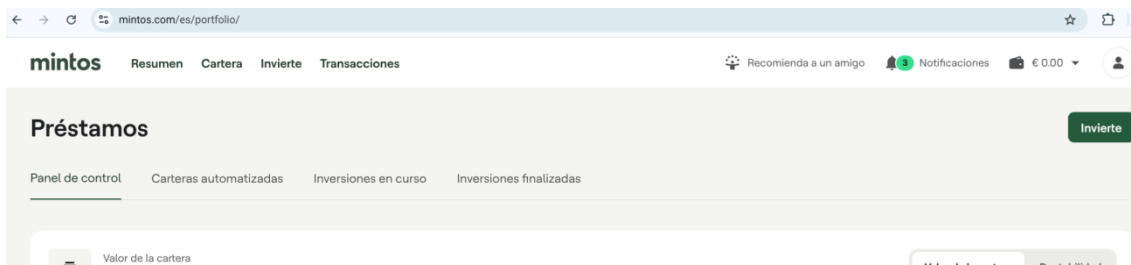 mintos.com/es/portfolio/
mintos Resumen Cartera Invierte Transacciones Recomienda a un amigo 3 Notificaciones € 0.00
Préstamos
Invierte
Panel de control Carteras automatizadas Inversiones en curso Inversiones finalizadas
Valor de la cartera